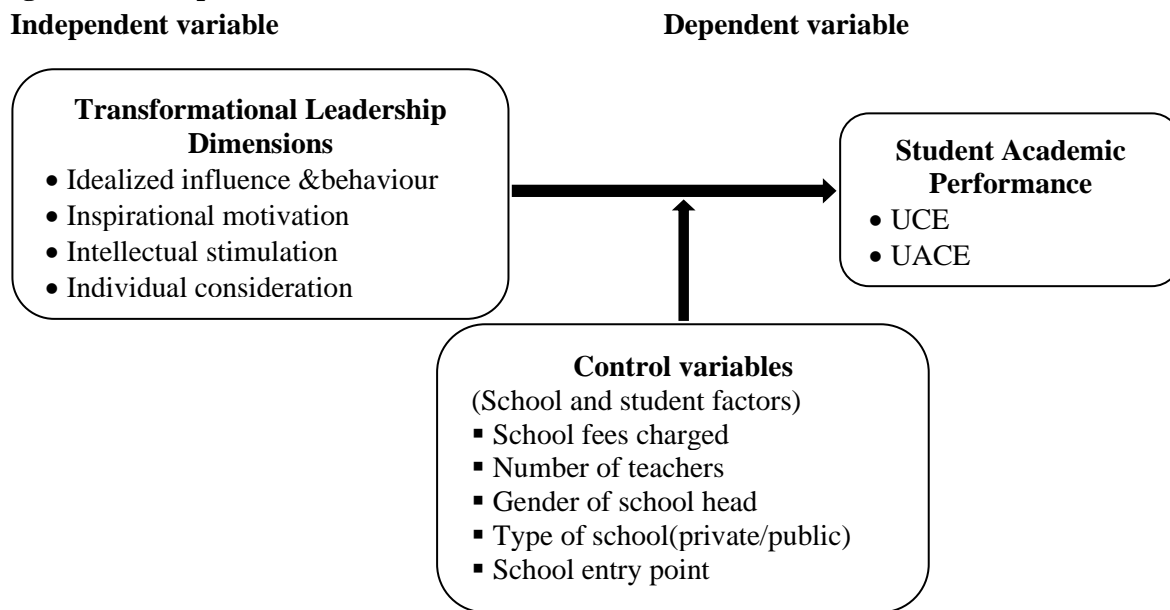 Independent variable
Dependent variable
Transformational Leadership
Dimensions
• Idealized influence &behaviour
• Inspirational motivation
• Intellectual stimulation
• Individual consideration
Student Academic
Performance
• UCE
• UACE
Control variables
(School and student factors)
▪ School fees charged
▪ Number of teachers
▪ Gender of school head
▪ Type of school(private/public)
▪ School entry point